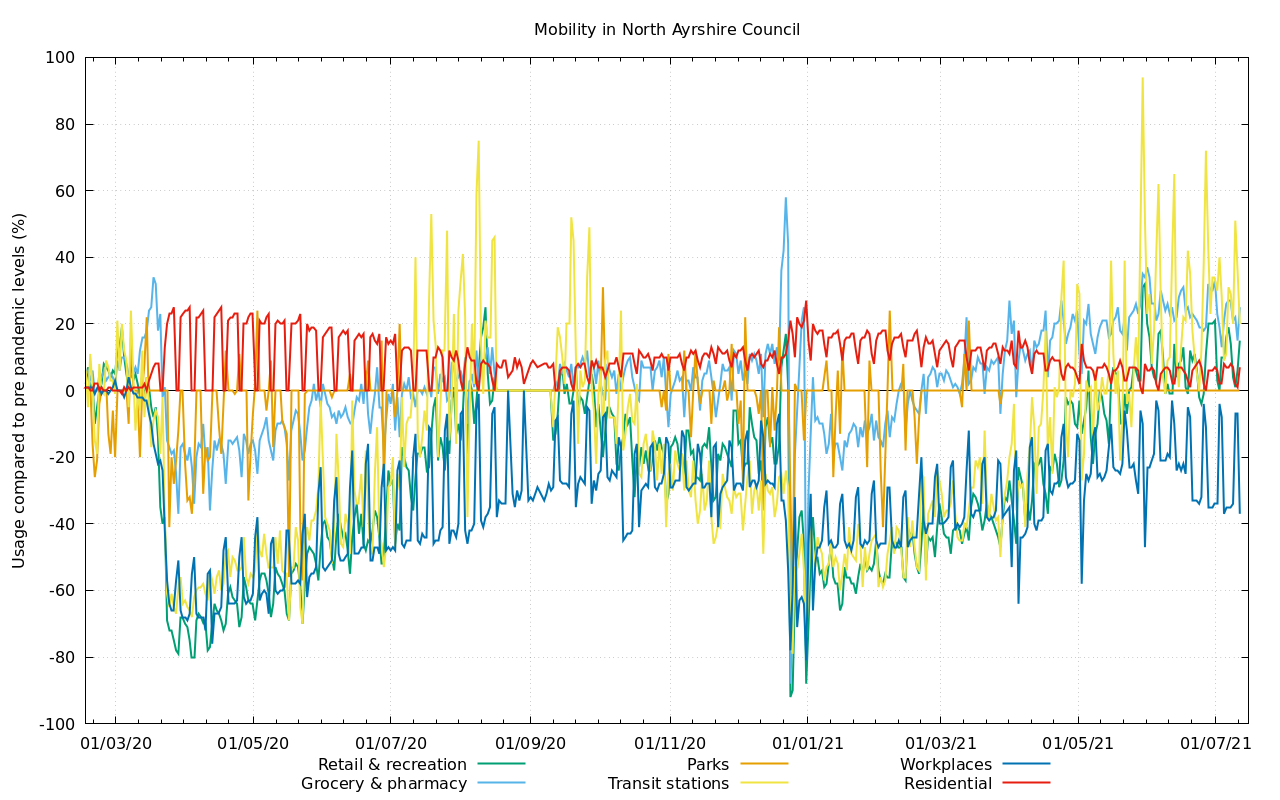 Mobility in North Ayrshire Council
Usage compared to pre pandemic levels (%)
100
80
60
40
20
0
-20
-40
-60
-80
-100
01/03/20 01/05/20 01/07/20 01/09/20 01/11/20 01/01/21 01/03/21 01/05/21 01/07/21
Retail & recreation Parks Workplaces
Grocery & pharmacy Transit stations Residential